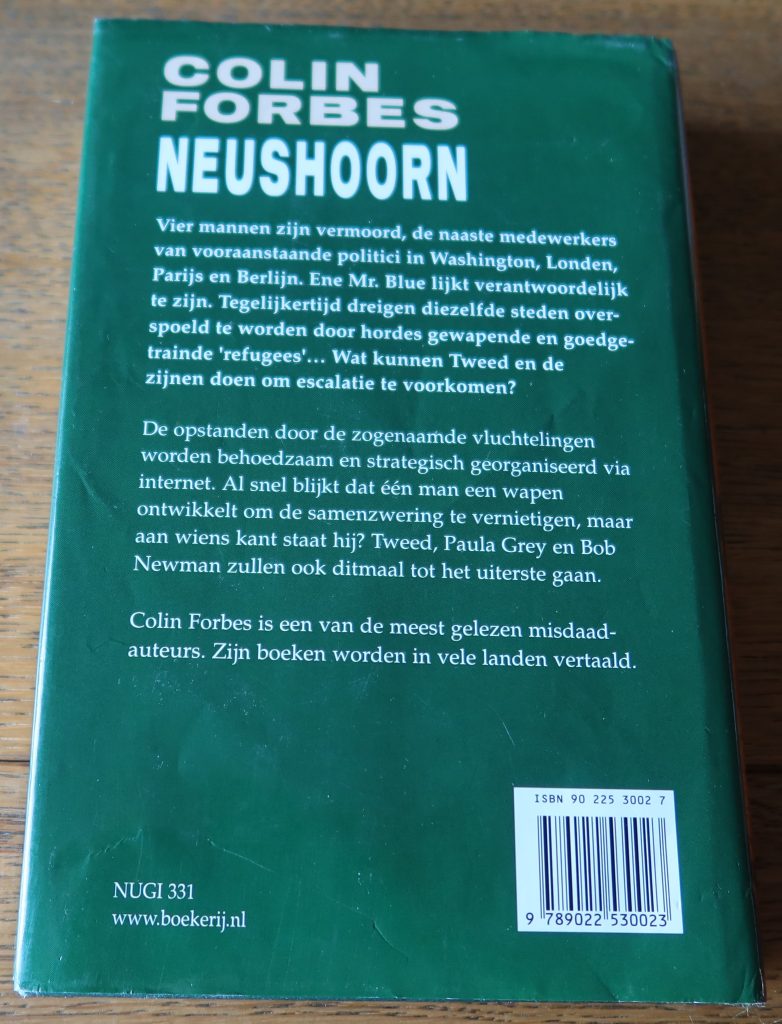 COLIN
FORBES
NEUSHOORN
Vier mannen zijn vermoord, de naaste medewerkers
van vooraanstaande politici in Washington, Londen,
Parijs en Berlijn. Ene Mr. Blue lijkt verantwoordelijk
te zijn. Tegelijkertijd dreigen diezelfde steden over-
spoeld te worden door hordes gewapende en goedge-
trainde 'refugees'... Wat kunnen Tweed en de
zijnen doen om escalatie te voorkomen?
De opstanden door de zogenaamde vluchtelingen
worden behoedzaam en strategisch georganiseerd via
internet. Al snel blijkt dat één man een wapen
ontwikkelt om de samenzwering te vernietigen, maar
aan wiens kant staat hij? Tweed, Paula Grey en Bob
Newman zullen ook ditmaal tot het uiterste gaan.
Colin Forbes is een van de meest gelezen misdaad-
auteurs. Zijn boeken worden in vele landen vertaald.
ISBN 90 225 3002 7
9 789022 530023
NUGI 331
www.boekerij.nl